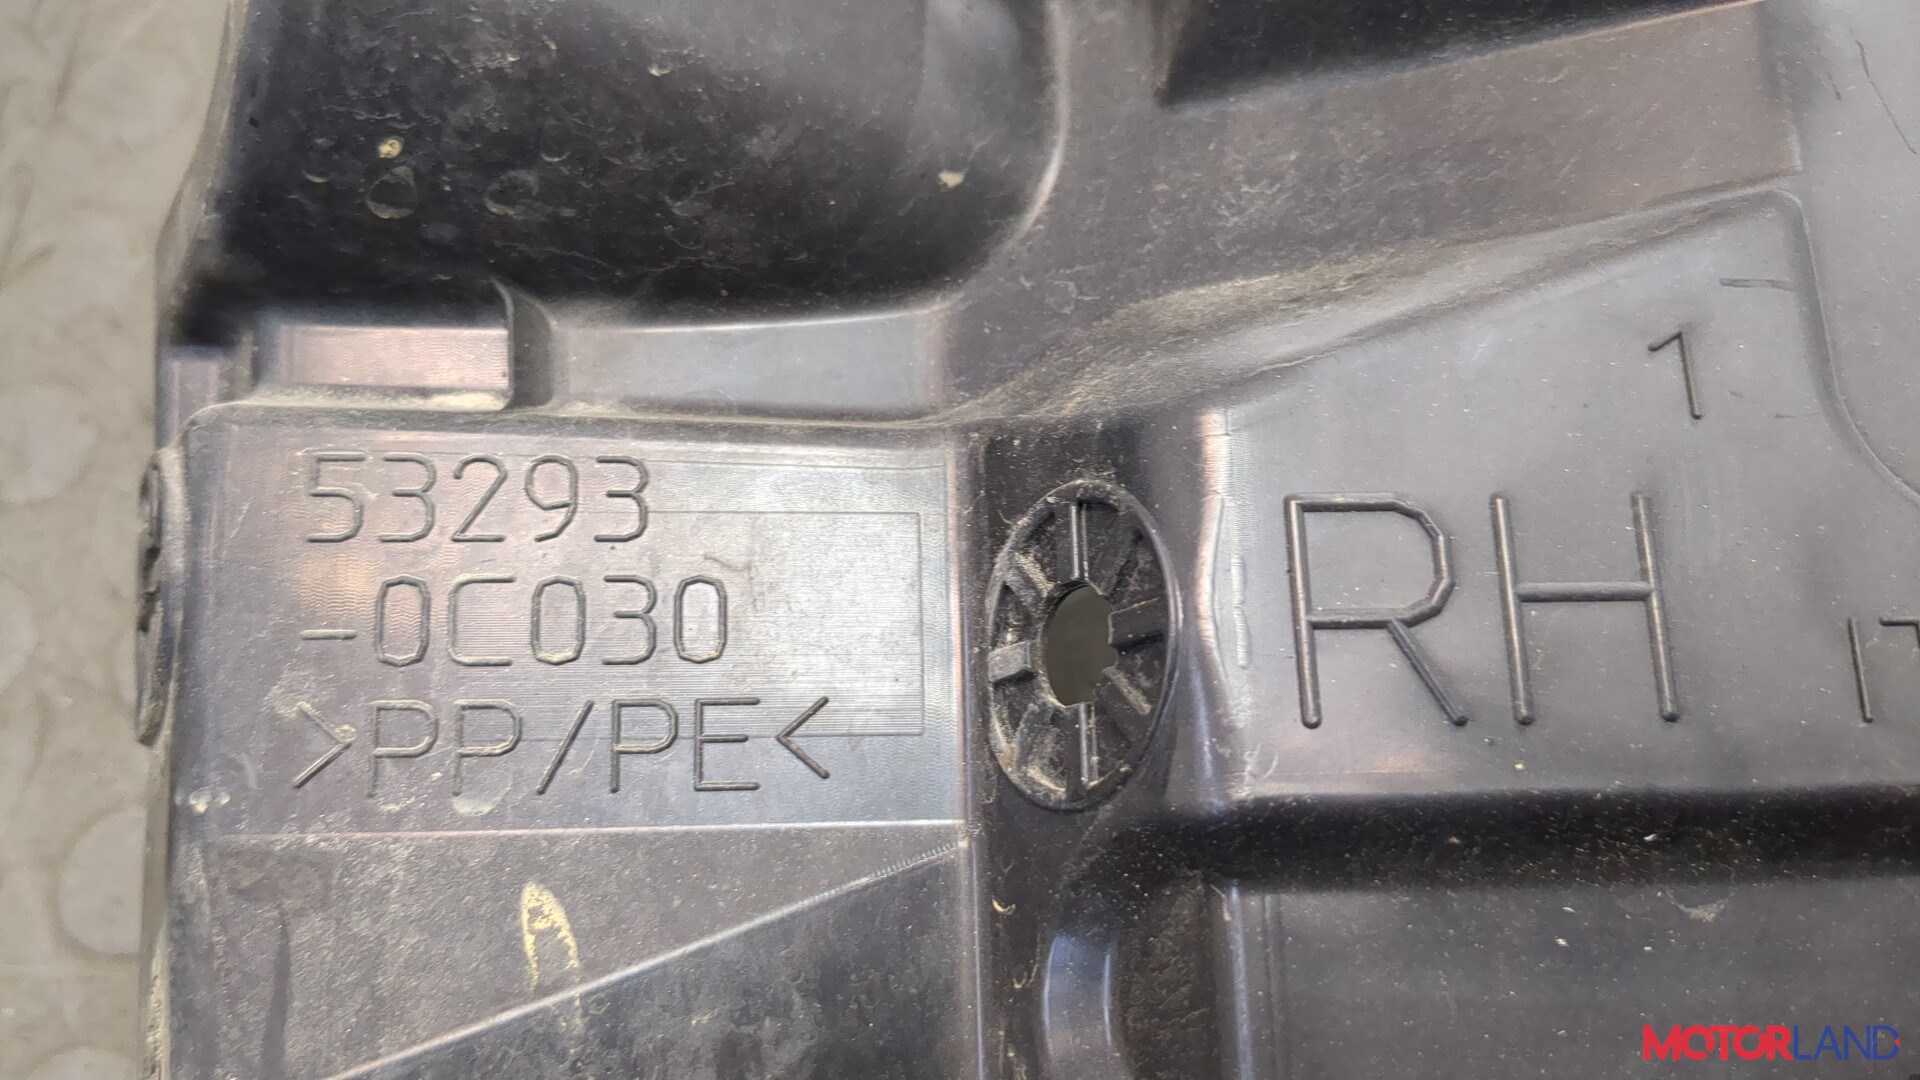 53293
-0C030
>PP/PE<
1
RH
MOTORLAND